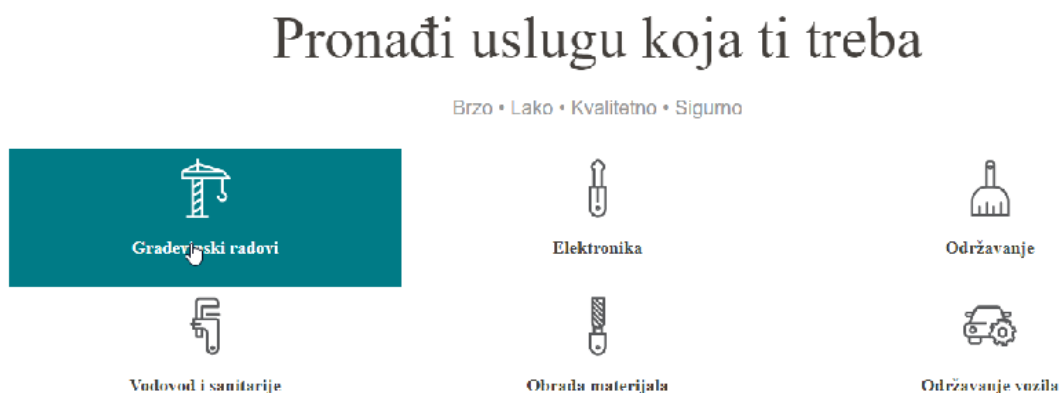 Pronađi uslugu koja ti treba
Brzo • Lako • Kvalitetno • Sigurno
Građevinski radovi
Elektronika
Održavanje
Vodovod i sanitarije
Obrada materijala
Održavanje vozila